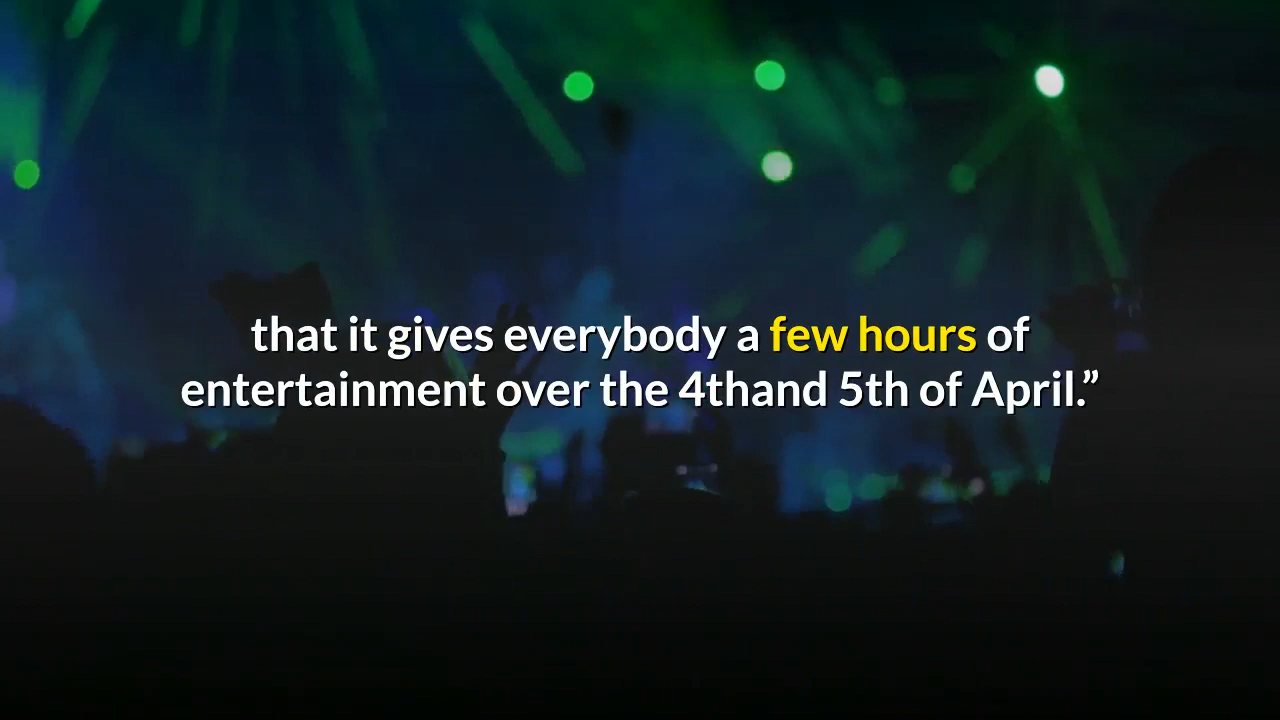 that it gives everybody a few hours of
entertainment over the 4thand 5th of April.”